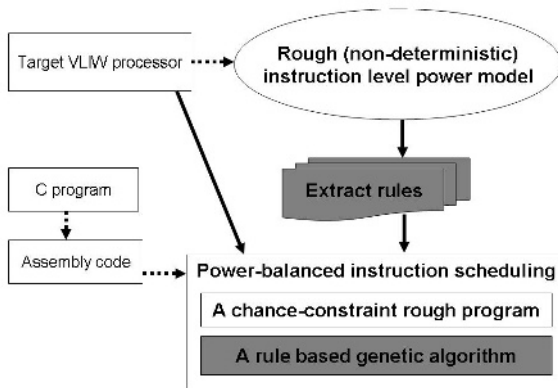 Target VLIW processor
Rough (non-deterministic)
instruction level power model
Extract rules
C program
Assembly code
Power-balanced instruction scheduling
A chance-constraint rough program
A rule based genetic algorithm